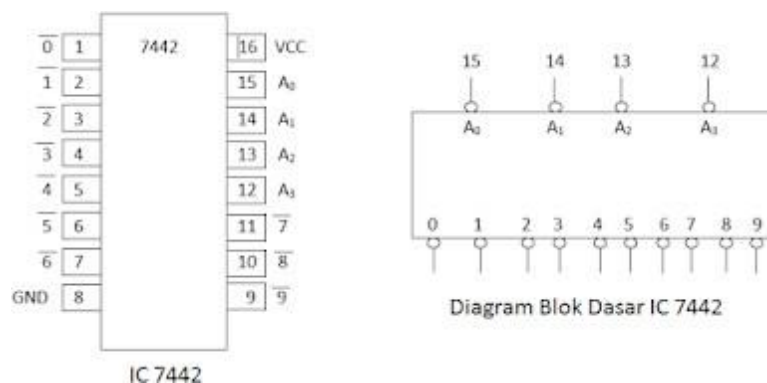 7442
0̅ 1 16 VCC
1̅ 2 15 A₀
2̅ 3 14 A₁
3̅ 4 13 A₂
4̅ 5 12 A₃
5̅ 6 11 7̅
6̅ 7 10 8̅
GND 8 9 9̅
IC 7442
15 14 13 12
A₀ A₁ A₂ A₃
0 1 2 3 4 5 6 7 8 9
Diagram Blok Dasar IC 7442